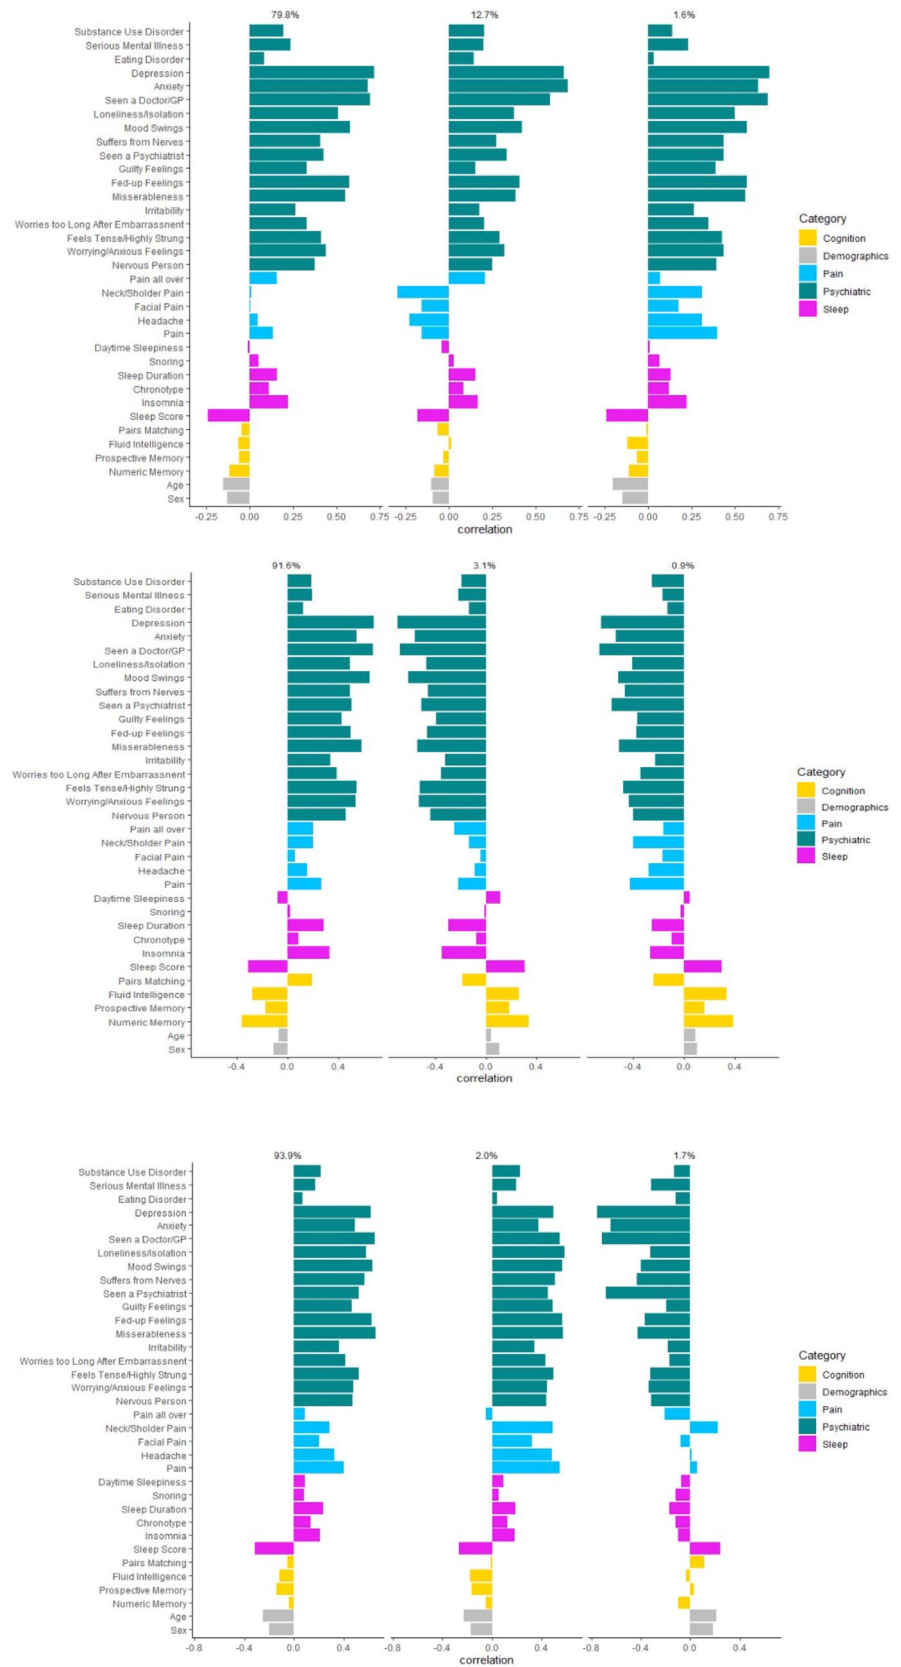 79.8% 12.7% 1.6%
Substance Use Disorder
Serious Mental Illness
Eating Disorder
Depression
Anxiety
Seen a Doctor/GP
Loneliness/Isolation
Mood Swings
Suffers from Nerves
Seen a Psychiatrist
Guilty Feelings
Fed-up Feelings
Misserableness
Irritability
Worries too Long After Embarrassnent
Feels Tense/Highly Strung
Worrying/Anxious Feelings
Nervous Person
Pain all over
Neck/Sholder Pain
Facial Pain
Headache
Pain
Daytime Sleepiness
Snoring
Sleep Duration
Chronotype
Insomnia
Sleep Score
Pairs Matching
Fluid Intelligence
Prospective Memory
Numeric Memory
Age
Sex
-0.25 0.00 0.25 0.50 0.75 -0.25 0.00 0.25 0.50 0.75 -0.25 0.00 0.25 0.50 0.75
correlation
Category
Cognition
Demographics
Pain
Psychiatric
Sleep
91.6% 3.1% 0.9%
Substance Use Disorder
Serious Mental Illness
Eating Disorder
Depression
Anxiety
Seen a Doctor/GP
Loneliness/Isolation
Mood Swings
Suffers from Nerves
Seen a Psychiatrist
Guilty Feelings
Fed-up Feelings
Misserableness
Irritability
Worries too Long After Embarrassnent
Feels Tense/Highly Strung
Worrying/Anxious Feelings
Nervous Person
Pain all over
Neck/Sholder Pain
Facial Pain
Headache
Pain
Daytime Sleepiness
Snoring
Sleep Duration
Chronotype
Insomnia
Sleep Score
Pairs Matching
Fluid Intelligence
Prospective Memory
Numeric Memory
Age
Sex
-0.4 0.0 0.4 -0.4 0.0 0.4 -0.4 0.0 0.4
correlation
Category
Cognition
Demographics
Pain
Psychiatric
Sleep
93.9% 2.0% 1.7%
Substance Use Disorder
Serious Mental Illness
Eating Disorder
Depression
Anxiety
Seen a Doctor/GP
Loneliness/Isolation
Mood Swings
Suffers from Nerves
Seen a Psychiatrist
Guilty Feelings
Fed-up Feelings
Misserableness
Irritability
Worries too Long After Embarrassnent
Feels Tense/Highly Strung
Worrying/Anxious Feelings
Nervous Person
Pain all over
Neck/Sholder Pain
Facial Pain
Headache
Pain
Daytime Sleepiness
Snoring
Sleep Duration
Chronotype
Insomnia
Sleep Score
Pairs Matching
Fluid Intelligence
Prospective Memory
Numeric Memory
Age
Sex
-0.8 -0.4 0.0 0.4 -0.8 -0.4 0.0 0.4 -0.8 -0.4 0.0 0.4
correlation
Category
Cognition
Demographics
Pain
Psychiatric
Sleep